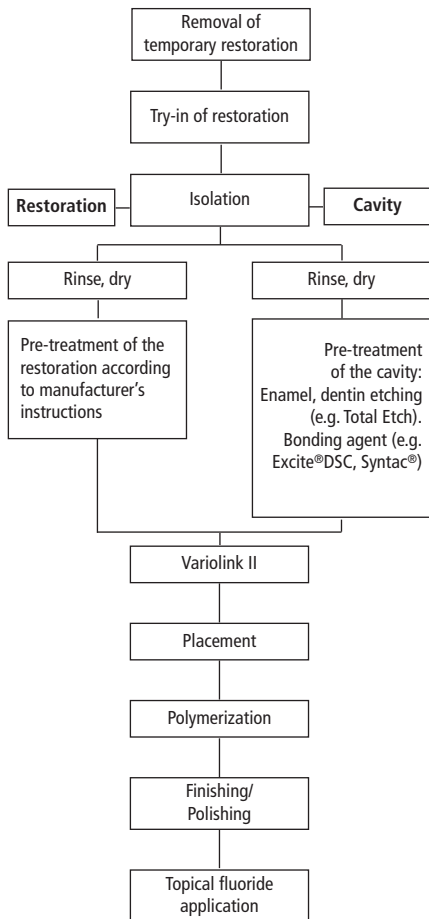 Removal of
temporary restoration
Try-in of restoration
Restoration
Isolation
Cavity
Rinse, dry
Rinse, dry
Pre-treatment of the
restoration according
to manufacturer’s
instructions
Pre-treatment
of the cavity:
Enamel, dentin etching
(e.g. Total Etch).
Bonding agent (e.g.
Excite®DSC, Syntac®)
Variolink II
Placement
Polymerization
Finishing/
Polishing
Topical fluoride
application